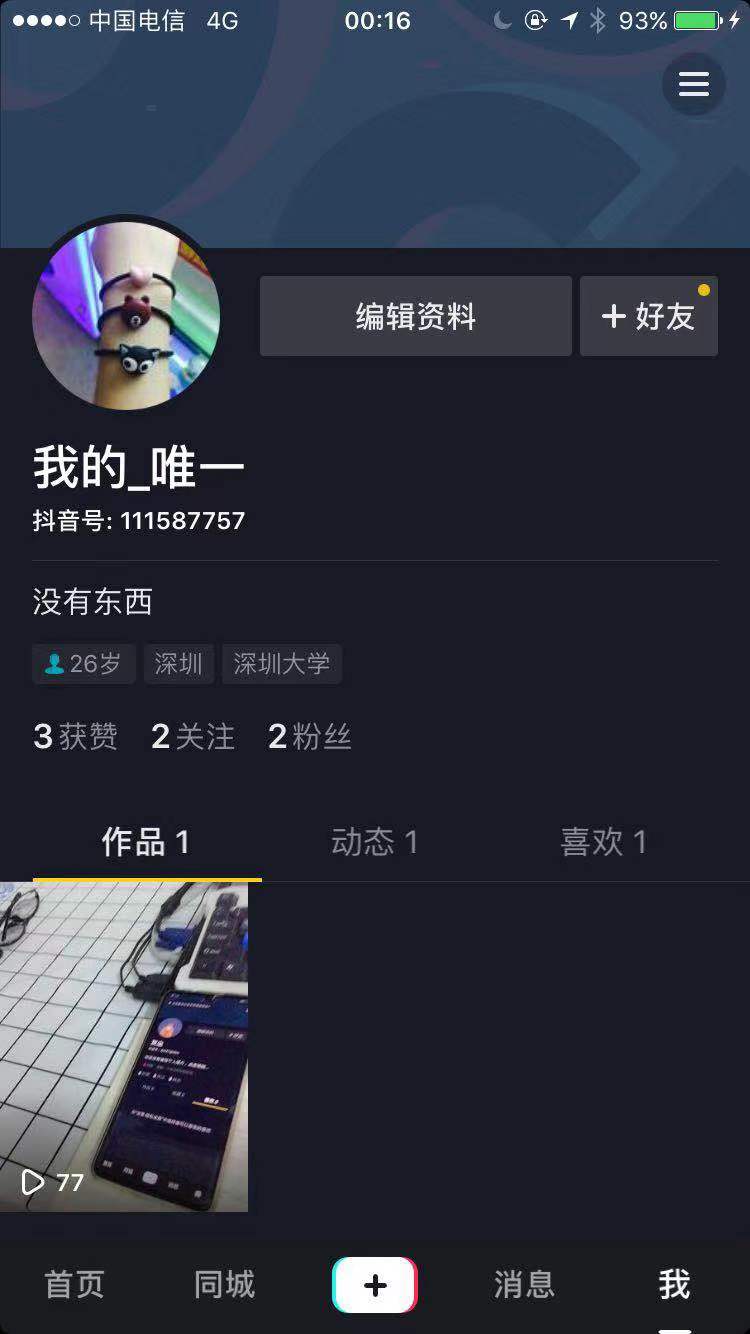 中国电信 4G 00:16 93%
编辑资料 + 好友
我的_唯一
抖音号: 111587757
没有东西
26岁 深圳 深圳大学
3 获赞 2 关注 2 粉丝
作品 1 动态 1 喜欢 1
77
首页 同城 + 消息 我